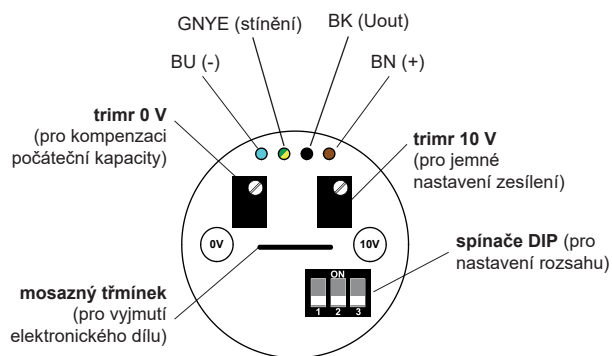 GNYE (stínění)
BK (Uout)
BU (-)
BN (+)
trimr 0 V
(pro kompenzaci
počáteční kapacity)
trimr 10 V
(pro jemné
nastavení zesílení)
0V
10V
spínače DIP (pro
nastavení rozsahu)
ON
1 2 3
mosazný třmínek
(pro vyjmutí
elektronického dílu)